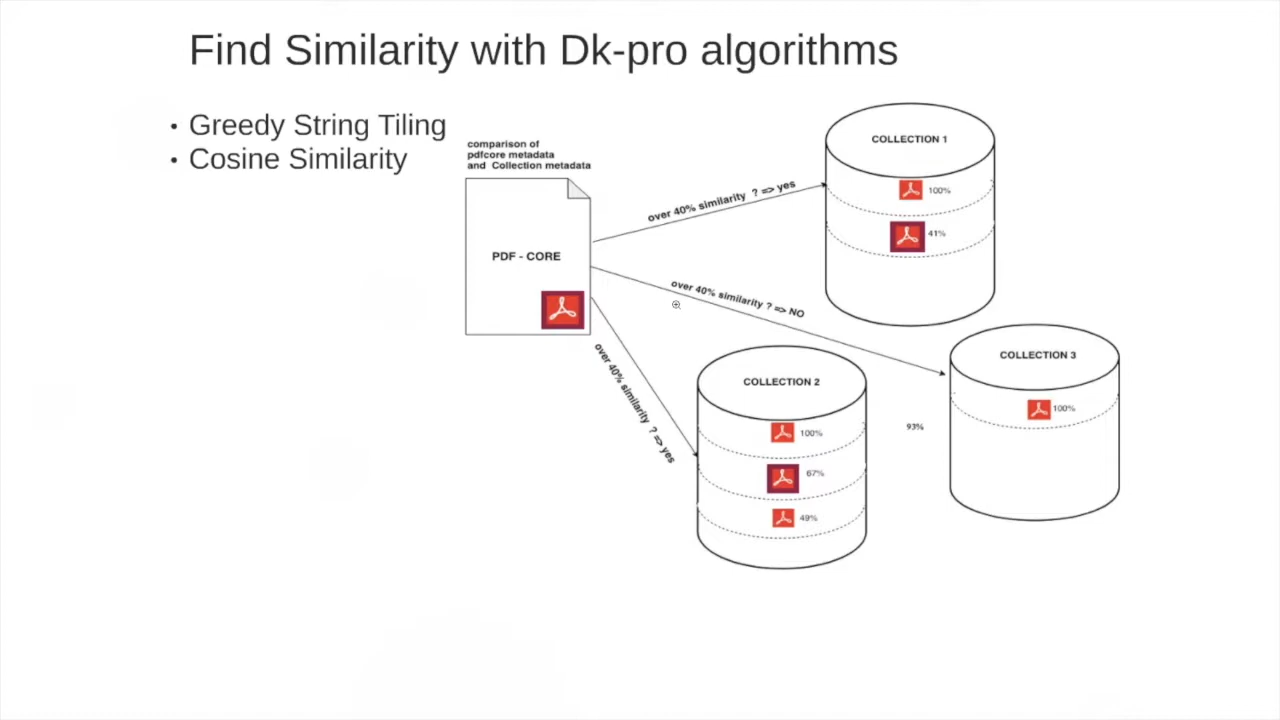 Find Similarity with Dk-pro algorithms
• Greedy String Tiling
• Cosine Similarity
comparison of
pdfcore metadata
and Collection metadata
PDF - CORE
over 40% similarity ? => yes
over 40% similarity ? => NO
over 40% similarity ? => yes
COLLECTION 1
100%
41%
COLLECTION 2
100%
67%
49%
93%
COLLECTION 3
100%